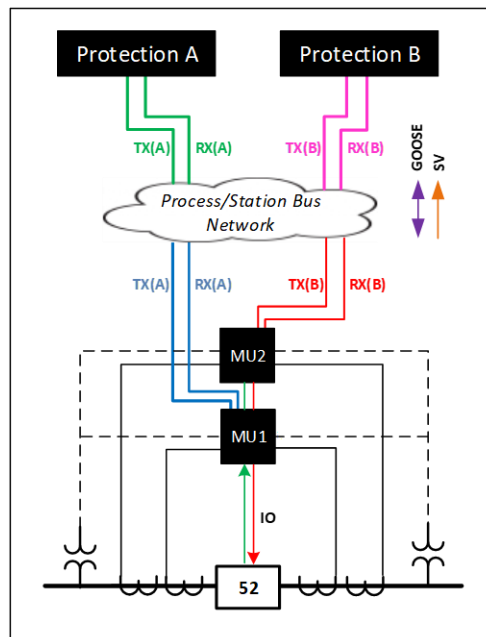 Protection A
Protection B
TX(A)
RX(A)
TX(B)
RX(B)
GOOSE
SV
Process/Station Bus
Network
TX(A)
RX(A)
TX(B)
RX(B)
MU2
MU1
IO
52